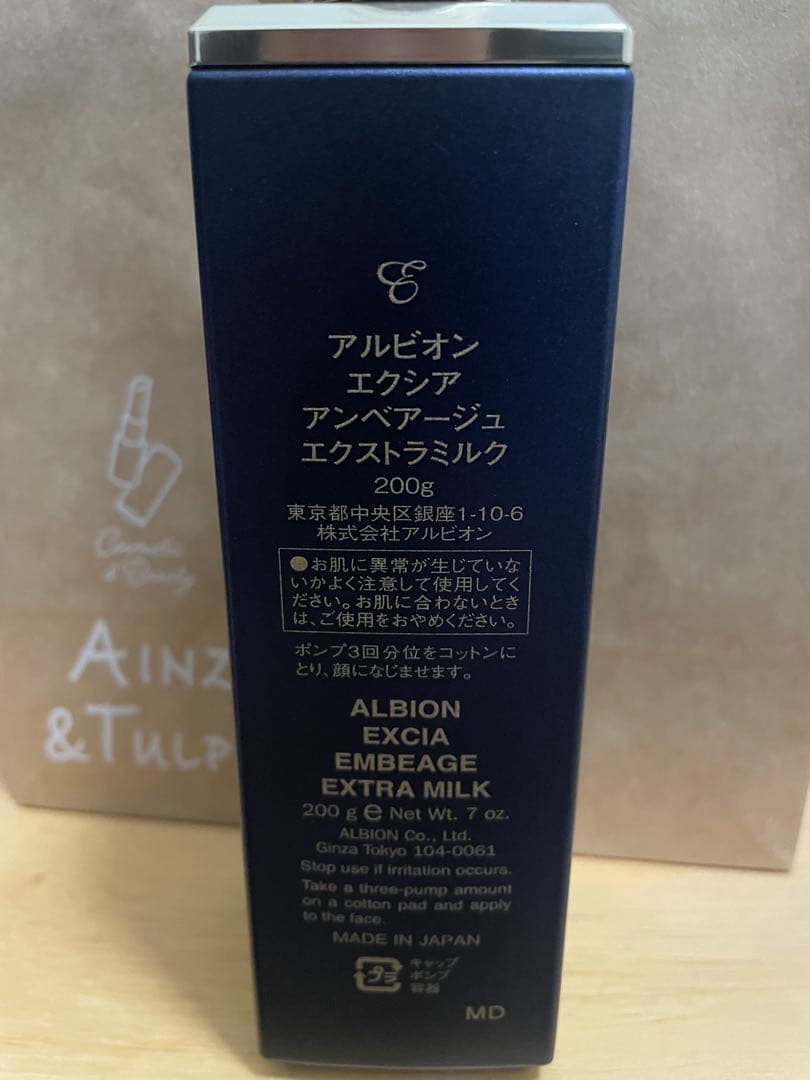 E
アルビオン
エクシア
アンベアージュ
エクストラミルク
200g
東京都中央区銀座1-10-6
株式会社アルビオン
●お肌に異常が生じていな
いかよく注意して使用してく
ださい。お肌に合わないとき
は、ご使用をおやめください。
ポンプ3回分位をコットンに
とり、顔になじませます。
ALBION
EXCIA
EMBEAGE
EXTRA MILK
200 g ℮ Net Wt. 7 oz.
ALBION Co., Ltd.
Ginza Tokyo 104-0061
Stop use if irritation occurs.
Take a three-pump amount
on a cotton pad and apply
to the face.
MADE IN JAPAN
プラ
キャップ
ポンプ
容器
MD
Cosmetic
& Beauty
AINZ
&TULP